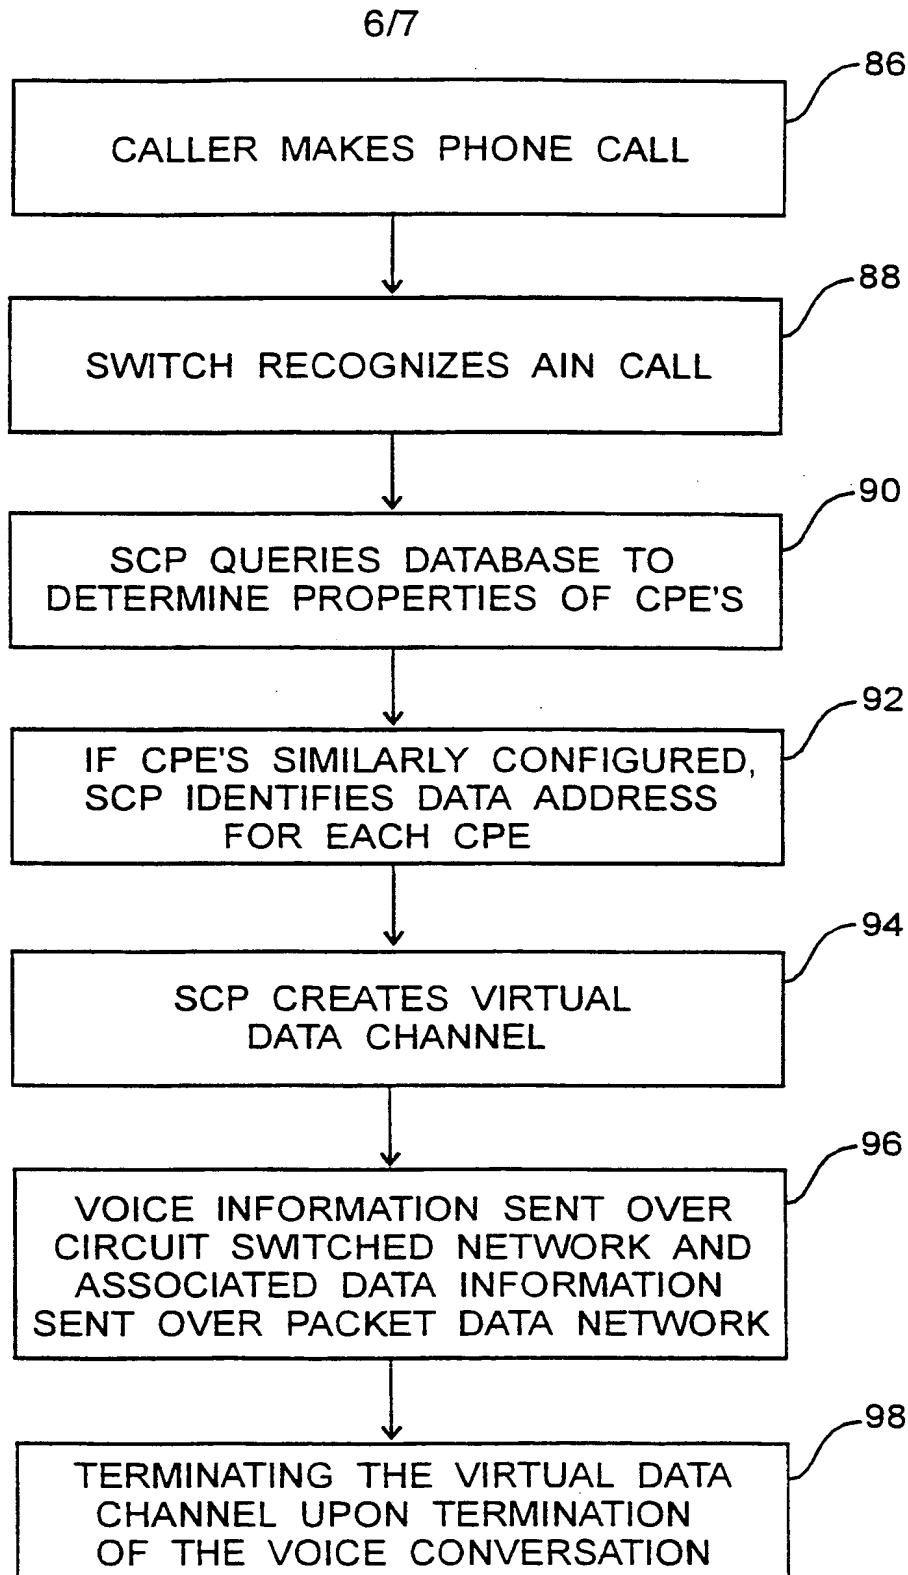 6/7
86
CALLER MAKES PHONE CALL
88
SWITCH RECOGNIZES AIN CALL
90
SCP QUERIES DATABASE TO
DETERMINE PROPERTIES OF CPE'S
92
IF CPE'S SIMILARLY CONFIGURED,
SCP IDENTIFIES DATA ADDRESS
FOR EACH CPE
94
SCP CREATES VIRTUAL
DATA CHANNEL
96
VOICE INFORMATION SENT OVER
CIRCUIT SWITCHED NETWORK AND
ASSOCIATED DATA INFORMATION
SENT OVER PACKET DATA NETWORK
98
TERMINATING THE VIRTUAL DATA
CHANNEL UPON TERMINATION
OF THE VOICE CONVERSATION